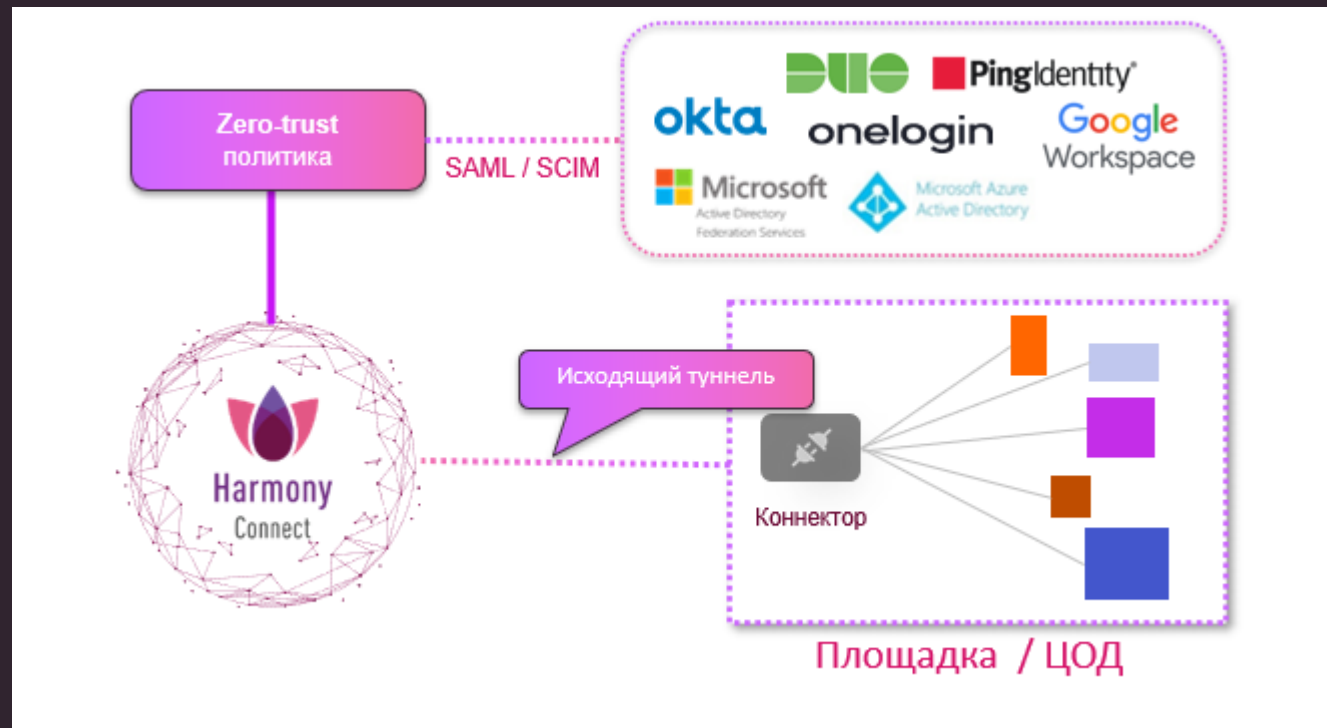 Zero-trust
политика
SAML / SCIM
DUO
PingIdentity
okta
onelogin
Google
Workspace
Microsoft
Active Directory
Federation Services
Microsoft Azure
Active Directory
Исходящий туннель
Harmony
Connect
Коннектор
Площадка / ЦОД